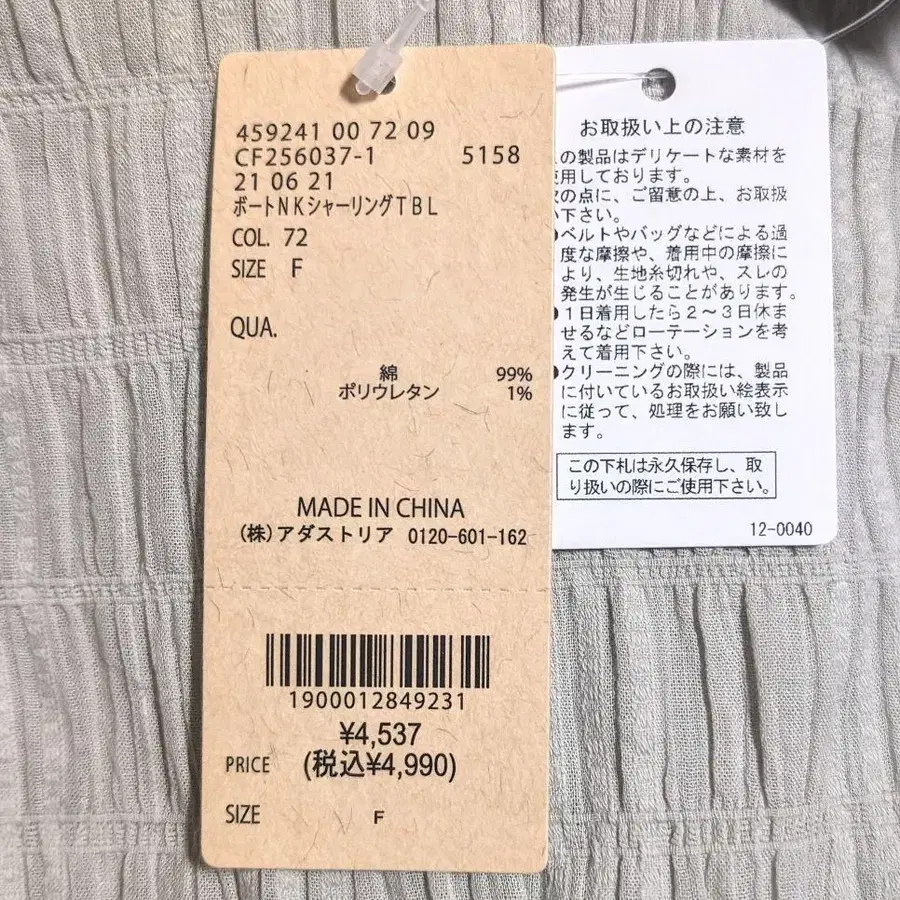 459241 00 72 09
CF256037-1 5158
21 06 21
ボートNKシャーリングTBL
COL. 72
SIZE F
QUA.
綿 99%
ポリウレタン 1%
MADE IN CHINA
(株)アダストリア 0120-601-162
1900012849231
¥4,537
PRICE (税込¥4,990)
SIZE F
お取扱い上の注意
の製品はデリケートな素材を
使用しております。
の点に、ご留意の上、お取扱
い下さい。
●ベルトやバッグなどによる過
度な摩擦や、着用中の摩擦に
より、生地糸切れや、スレの
発生が生じることがあります。
●1日着用したら2〜3日休ま
せるなどローテーションを考
えて着用下さい。
●クリーニングの際には、製品
に付いているお取扱い絵表示
に従って、処理をお願い致し
ます。
この下札は永久保存し、取
り扱いの際にご使用下さい。
12-0040